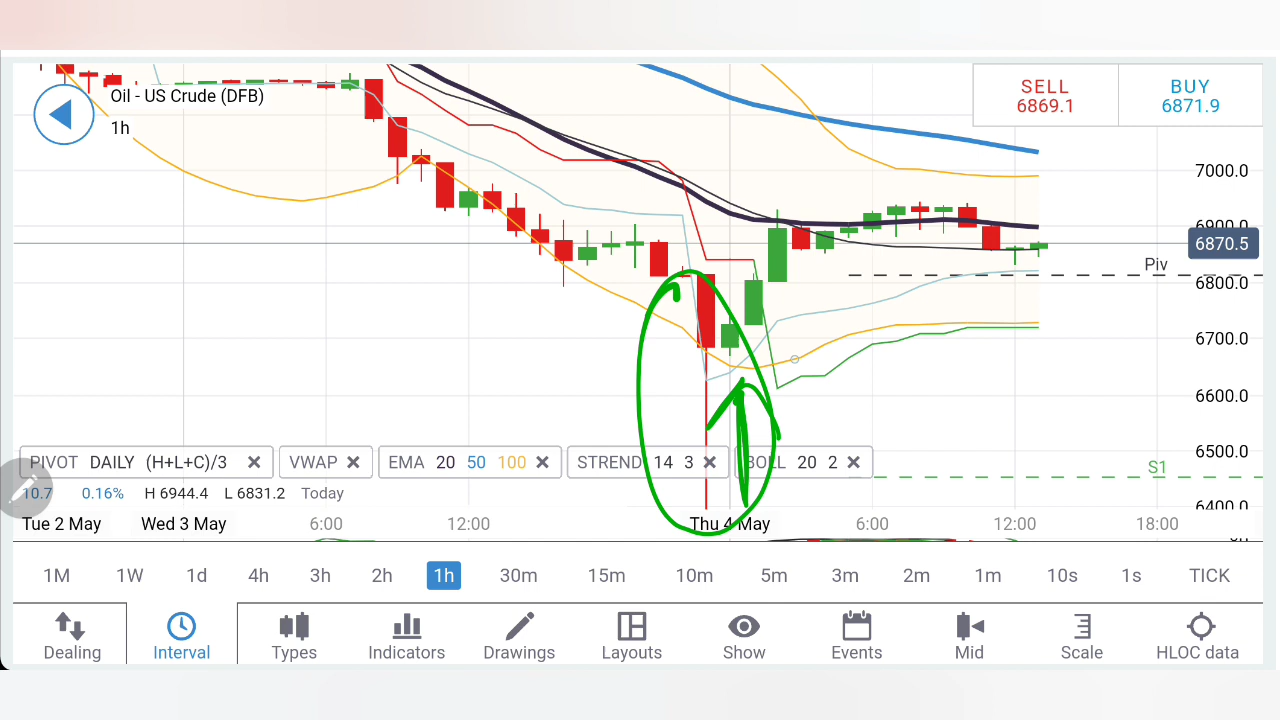 Oil - US Crude (DFB)
1h
SELL
6869.1
BUY
6871.9
7000.0
6900.0
6870.5
Piv
6800.0
6700.0
6600.0
6500.0
S1
6400.0
PIVOT DAILY (H+L+C)/3
VWAP
EMA 20 50 100
STREND 14 3
BOLL 20 2
10.7 0.16% H 6944.4 L 6831.2 Today
Tue 2 May Wed 3 May 6:00 12:00 Thu 4 May 6:00 12:00 18:00
1M 1W 1d 4h 3h 2h 1h 30m 15m 10m 5m 3m 2m 1m 10s 1s TICK
Dealing Interval Types Indicators Drawings Layouts Show Events Mid Scale HLOC data